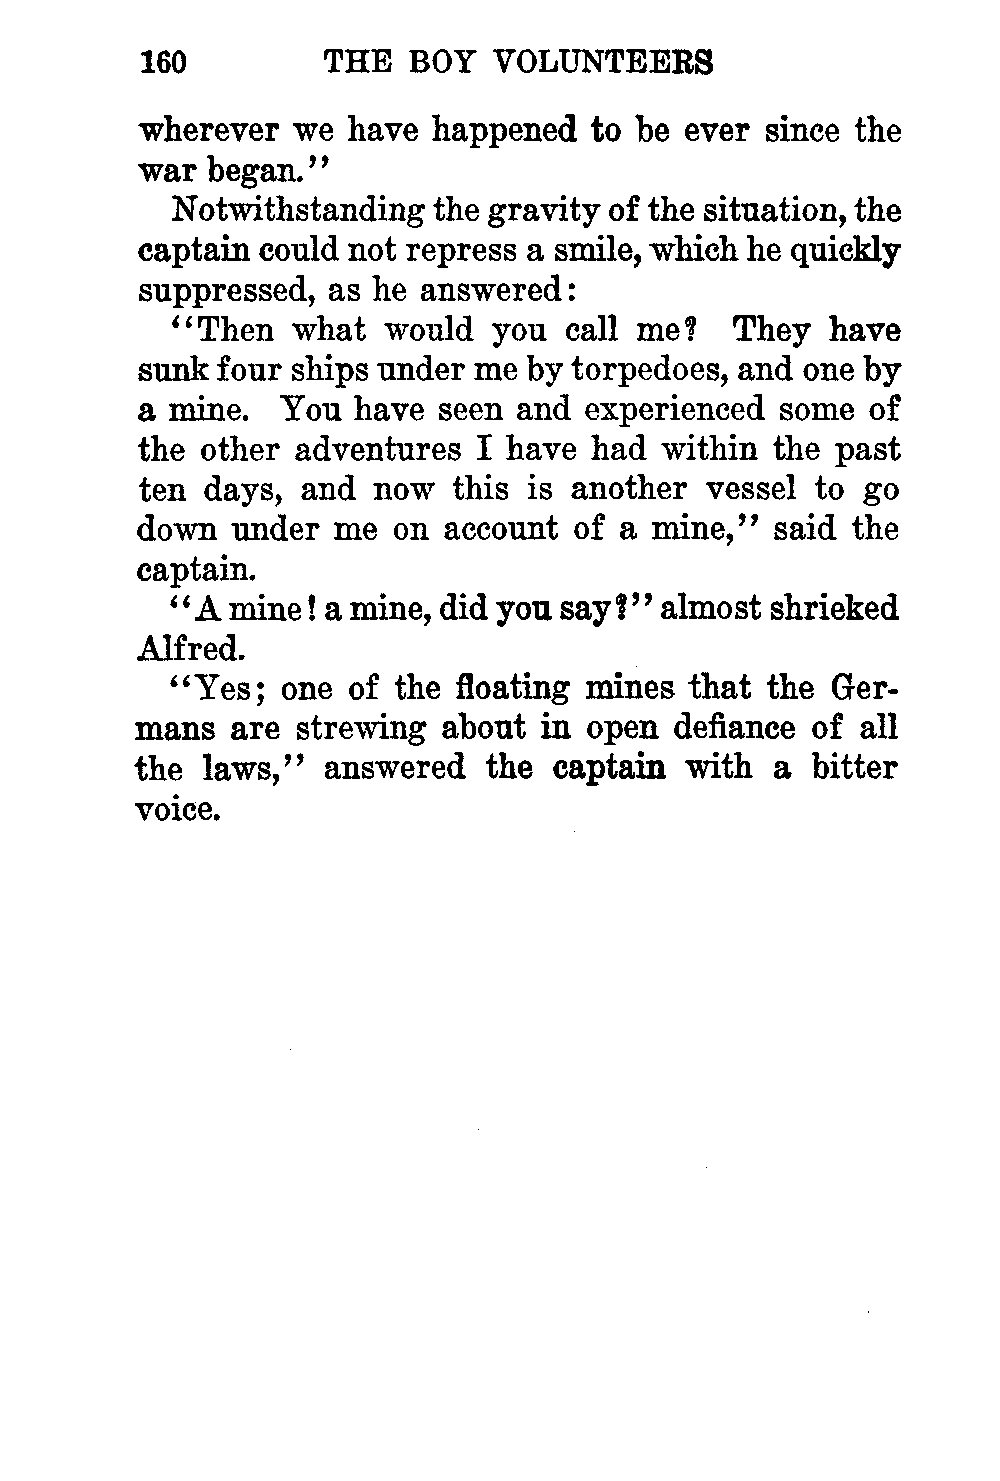 160 THE BOY VOLUNTEERS
wherever we have happened to be ever since the
war began."
Notwithstanding the gravity of the situation, the
captain could not repress a smile, which he quickly
suppressed, as he answered:
"Then what would you call me? They have
sunk four ships under me by torpedoes, and one by
a mine. You have seen and experienced some of
the other adventures I have had within the past
ten days, and now this is another vessel to go
down under me on account of a mine," said the
captain.
"A mine! a mine, did you say?" almost shrieked
Alfred.
"Yes; one of the floating mines that the Ger-
mans are strewing about in open defiance of all
the laws," answered the captain with a bitter
voice.